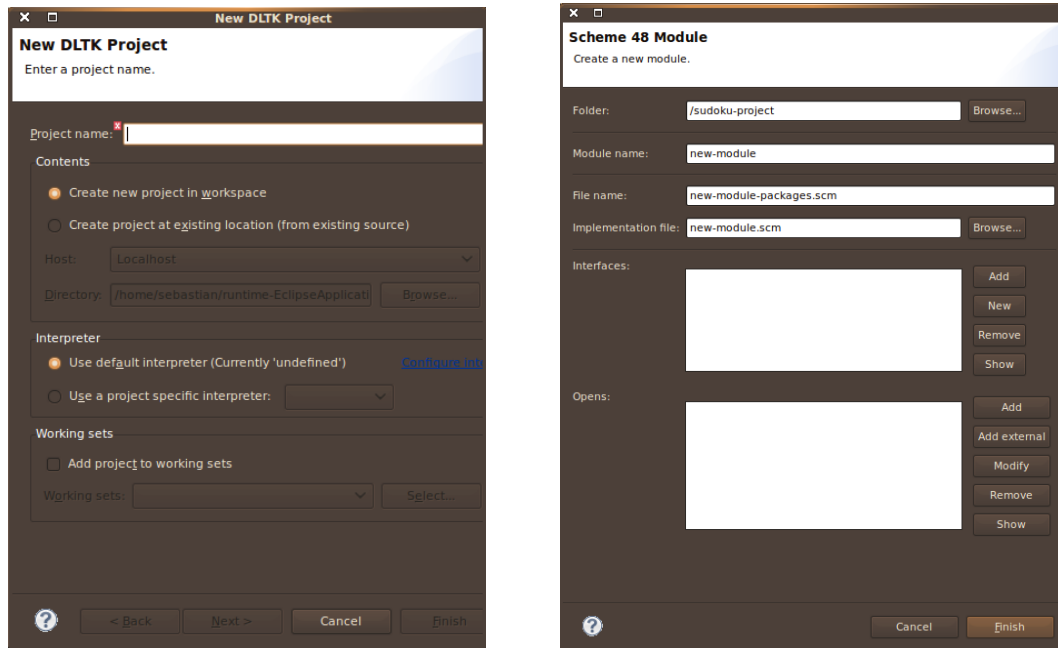 New DLTK Project
New DLTK Project
Enter a project name.
Project name:
Contents
Create new project in workspace
Create project at existing location (from existing source)
Host: Localhost
Directory: /home/sebastian/runtime-EclipseApplicati Browse...
Interpreter
Use default interpreter (Currently 'undefined') Configure inte
Use a project specific interpreter:
Working sets
Add project to working sets
Working sets: Select...
< Back Next > Cancel Finish
Scheme 48 Module
Create a new module.
Folder: /sudoku-project Browse...
Module name: new-module
File name: new-module-packages.scm
Implementation file: new-module.scm Browse...
Interfaces:
Add
New
Remove
Show
Opens:
Add
Add external
Modify
Remove
Show
Cancel Finish